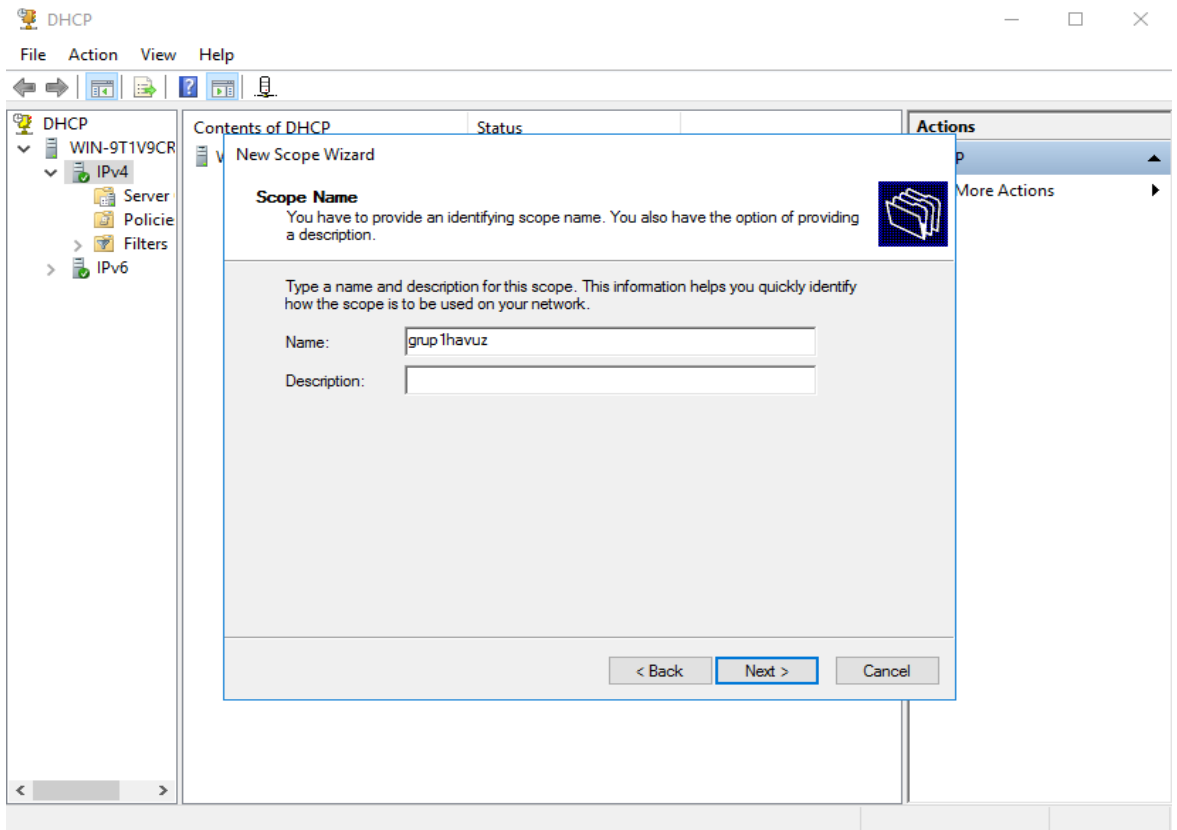 DHCP
File Action View Help
DHCP
WIN-9T1V9CR
IPv4
Server
Policie
Filters
IPv6
Contents of DHCP Status
Actions
More Actions
New Scope Wizard
Scope Name
You have to provide an identifying scope name. You also have the option of providing
a description.
Type a name and description for this scope. This information helps you quickly identify
how the scope is to be used on your network.
Name: grup1havuz
Description:
< Back Next > Cancel